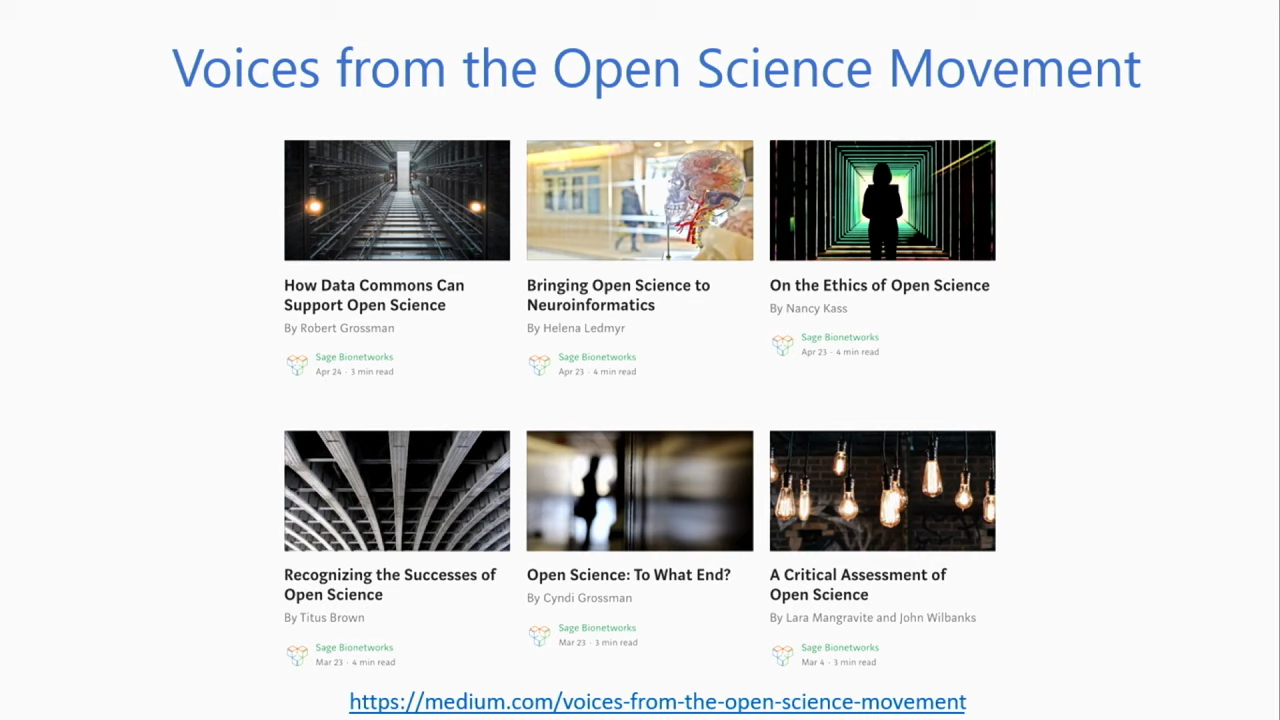 Voices from the Open Science Movement
How Data Commons Can
Support Open Science
By Robert Grossman
Sage Bionetworks
Apr 24 · 3 min read
Bringing Open Science to
Neuroinformatics
By Helena Ledmyr
Sage Bionetworks
Apr 23 · 4 min read
On the Ethics of Open Science
By Nancy Kass
Sage Bionetworks
Apr 23 · 4 min read
Recognizing the Successes of
Open Science
By Titus Brown
Sage Bionetworks
Mar 23 · 4 min read
Open Science: To What End?
By Cyndi Grossman
Sage Bionetworks
Mar 23 · 3 min read
A Critical Assessment of
Open Science
By Lara Mangravite and John Wilbanks
Sage Bionetworks
Mar 4 · 3 min read
https://medium.com/voices-from-the-open-science-movement